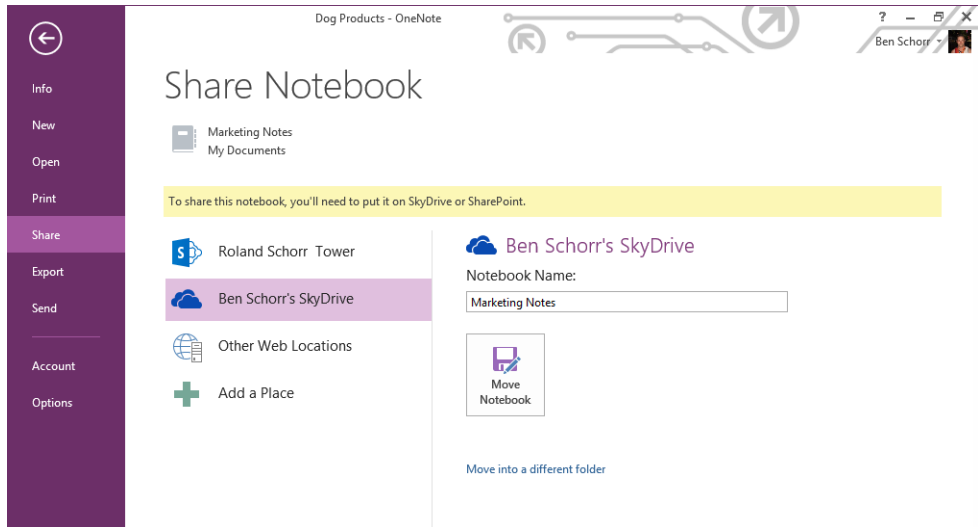 Dog Products - OneNote
?
Ben Schorr
Info
New
Open
Print
Share
Export
Send
Account
Options
Share Notebook
Marketing Notes
My Documents
To share this notebook, you'll need to put it on SkyDrive or SharePoint.
Roland Schorr Tower
Ben Schorr's SkyDrive
Other Web Locations
Add a Place
Ben Schorr's SkyDrive
Notebook Name:
Marketing Notes
Move
Notebook
Move into a different folder